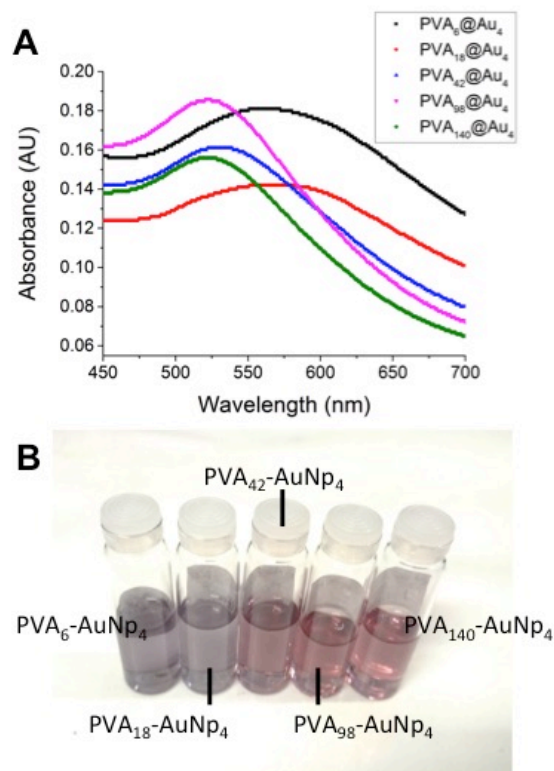 A
PVA₆@Au₄
PVA₁₈@Au₄
PVA₄₂@Au₄
PVA₉₈@Au₄
PVA₁₄₀@Au₄
0.20
0.18
0.16
0.14
0.12
0.10
0.08
0.06
Absorbance (AU)
450 500 550 600 650 700
Wavelength (nm)
B
PVA₄₂-AuNp₄
PVA₆-AuNp₄
PVA₁₄₀-AuNp₄
PVA₁₈-AuNp₄
PVA₉₈-AuNp₄